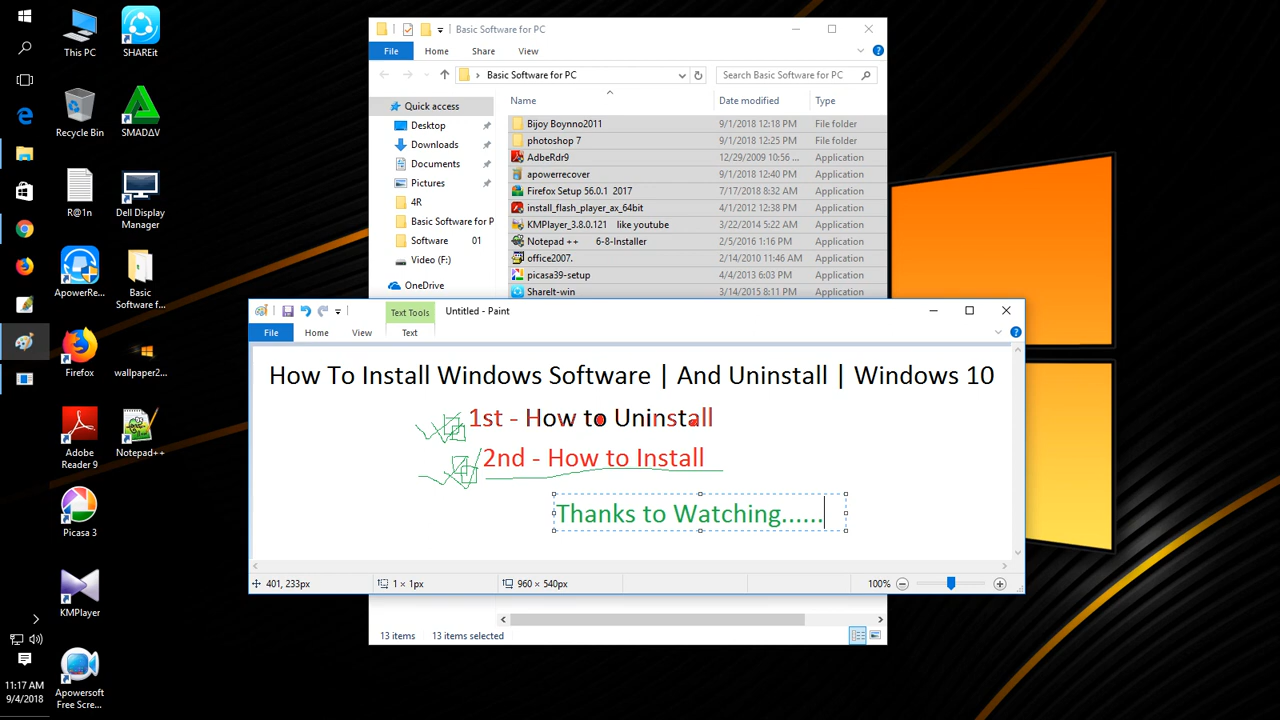 This PC
SHAREit
Recycle Bin
SMADΔV
R@1n
Dell Display
Manager
ApowerRe...
Basic
Software f...
Firefox
wallpaper2...
Adobe
Reader 9
Notepad++
Picasa 3
KMPlayer
Apowersoft
Free Scre...
11:17 AM
9/4/2018
Basic Software for PC
File Home Share View
Basic Software for PC
Search Basic Software for PC
Name Date modified Type
Quick access
Desktop
Downloads
Documents
Pictures
4R
Basic Software for P
Software 01
Video (F:)
OneDrive
Bijoy Boynno2011 9/1/2018 12:18 PM File folder
photoshop 7 9/1/2018 12:25 PM File folder
AdbeRdr9 12/29/2009 10:56 ... Application
apowerrecover 9/1/2018 12:40 PM Application
Firefox Setup 56.0.1 2017 7/17/2018 8:32 AM Application
install_flash_player_ax_64bit 4/1/2012 12:38 PM Application
KMPlayer_3.8.0.121 like youtube 3/22/2014 5:22 AM Application
Notepad ++ 6-8-Installer 2/5/2016 1:16 PM Application
office2007. 2/14/2010 11:46 AM Application
picasa39-setup 4/4/2013 6:03 PM Application
ShareIt-win 3/14/2015 8:11 PM Application
Text Tools
Untitled - Paint
File Home View Text
How To Install Windows Software | And Uninstall | Windows 10
1st - How to Uninstall
2nd - How to Install
Thanks to Watching......
401, 233px 1 × 1px 960 × 540px 100%
13 items 13 items selected